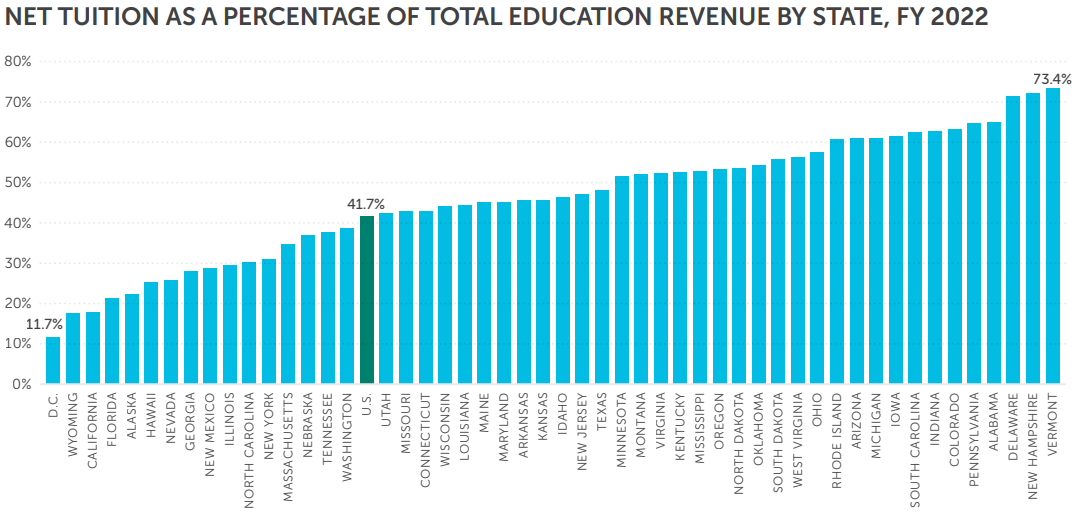 NET TUITION AS A PERCENTAGE OF TOTAL EDUCATION REVENUE BY STATE, FY 2022
80%
70%
60%
50%
40%
30%
20%
10%
0%
11.7%
41.7%
73.4%
D.C.
WYOMING
CALIFORNIA
FLORIDA
ALASKA
HAWAII
NEVADA
GEORGIA
NEW MEXICO
ILLINOIS
NORTH CAROLINA
NEW YORK
MASSACHUSETTS
NEBRASKA
TENNESSEE
WASHINGTON
U.S.
UTAH
MISSOURI
CONNECTICUT
WISCONSIN
LOUISIANA
MAINE
MARYLAND
ARKANSAS
KANSAS
IDAHO
NEW JERSEY
TEXAS
MINNESOTA
MONTANA
VIRGINIA
KENTUCKY
MISSISSIPPI
OREGON
NORTH DAKOTA
OKLAHOMA
SOUTH DAKOTA
WEST VIRGINIA
OHIO
RHODE ISLAND
ARIZONA
MICHIGAN
IOWA
SOUTH CAROLINA
INDIANA
COLORADO
PENNSYLVANIA
ALABAMA
DELAWARE
NEW HAMPSHIRE
VERMONT